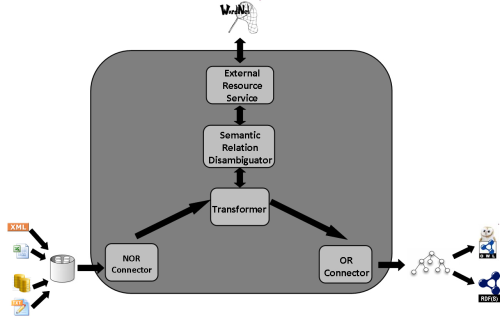 WordNet
External
Resource
Service
Semantic
Relation
Disambiguator
Transformer
NOR
Connector
OR
Connector
XML
OWL
RDF(S)